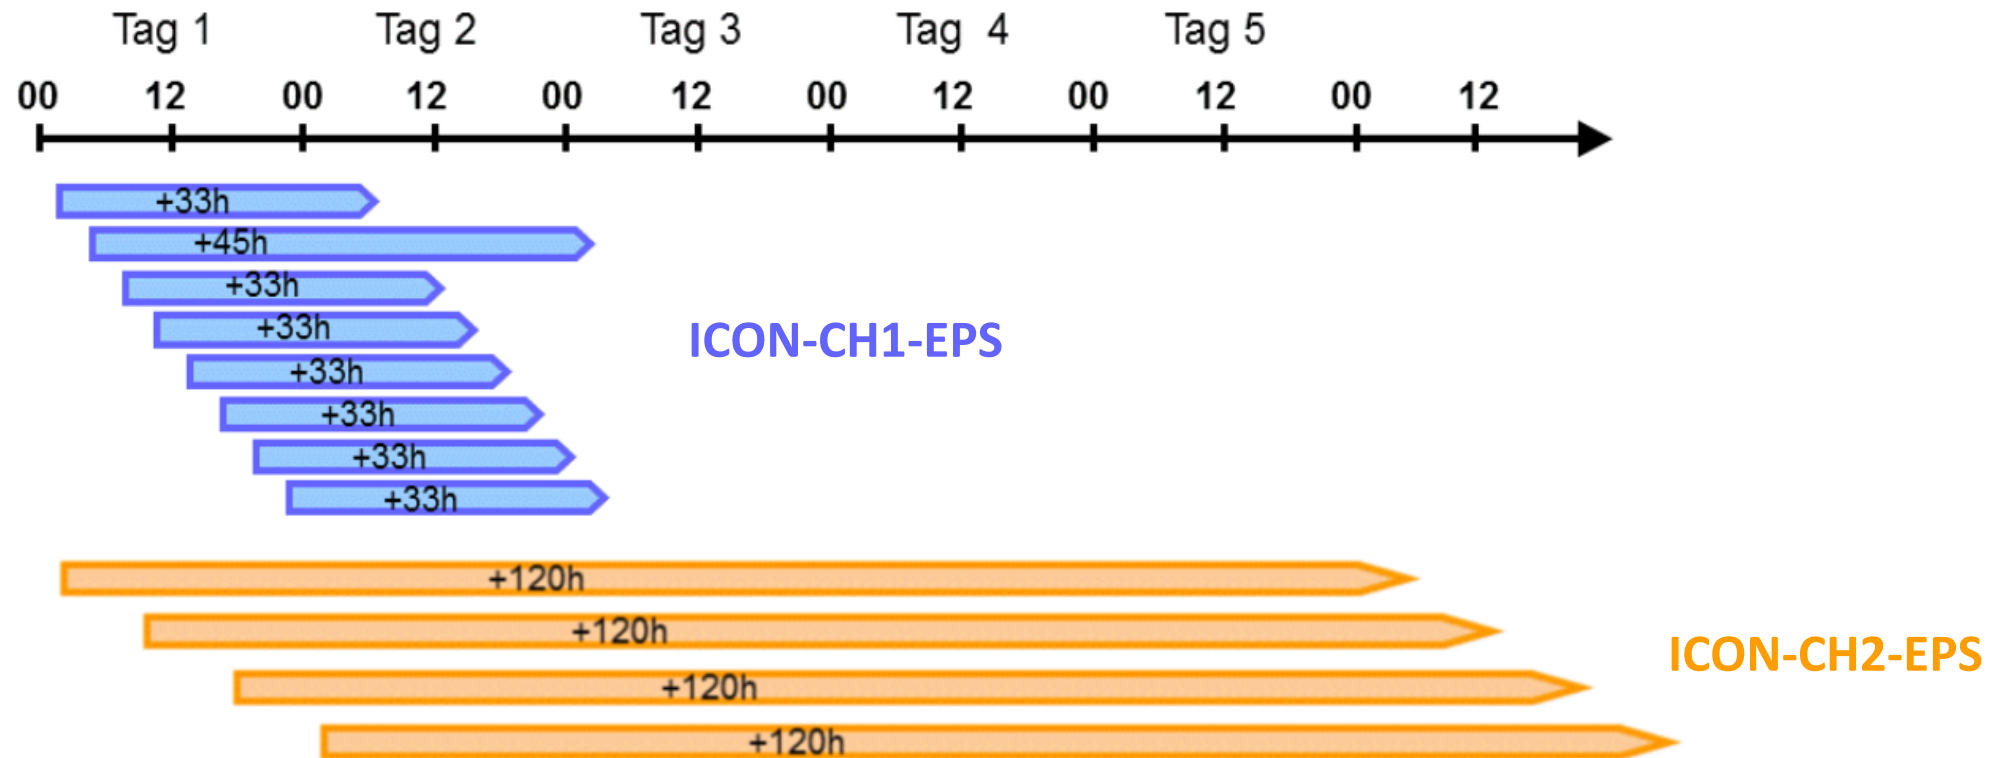 Tag 1 Tag 2 Tag 3 Tag 4 Tag 5
00 12 00 12 00 12 00 12 00 12 00 12
+33h
+45h
+33h
+33h
ICON-CH1-EPS
+33h
+33h
+33h
+33h
+120h
+120h
ICON-CH2-EPS
+120h
+120h